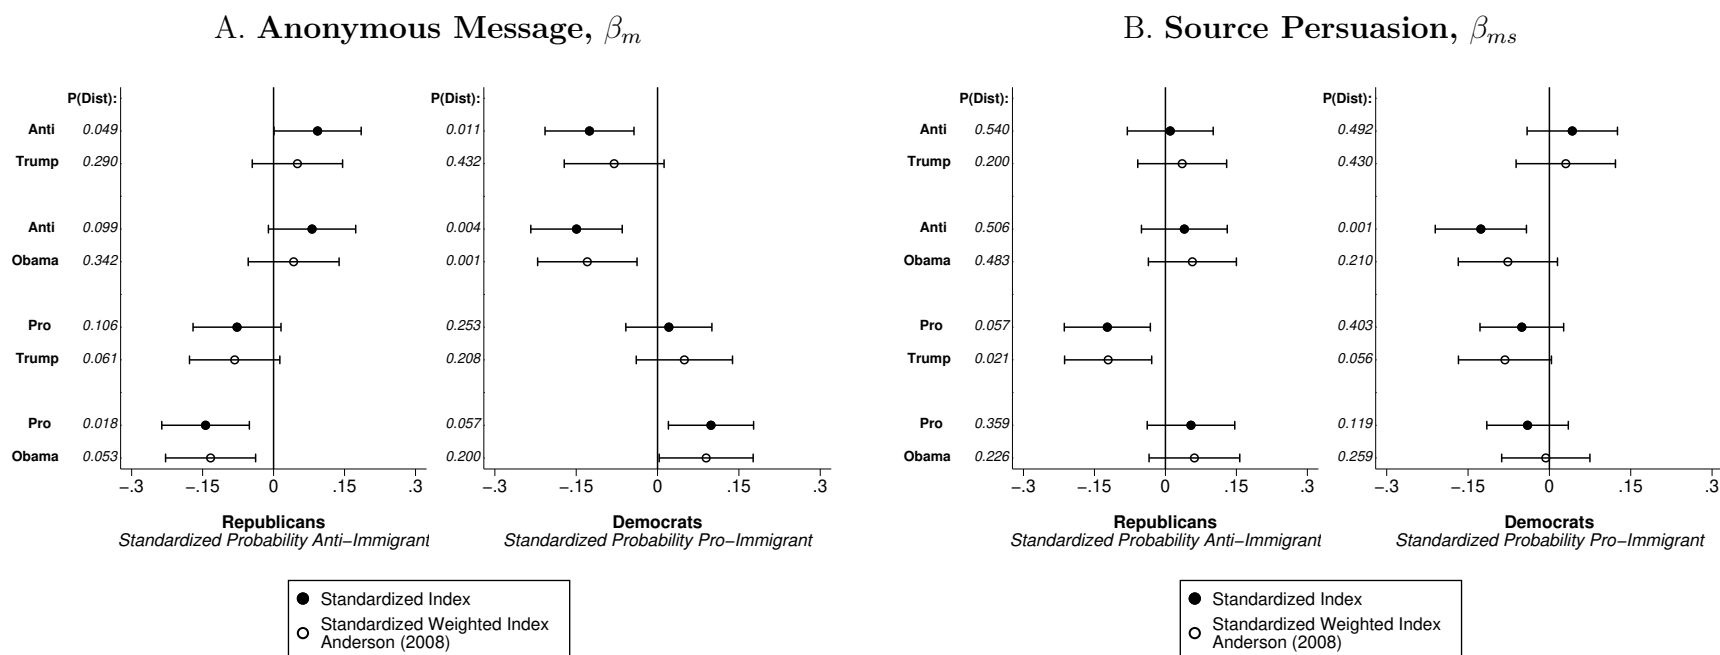 A. Anonymous Message, βm
B. Source Persuasion, βms
P(Dist):
Anti 0.049
Trump 0.290
Anti 0.099
Obama 0.342
Pro 0.106
Trump 0.061
Pro 0.018
Obama 0.053
−.3 −.15 0 .15 .3
Republicans
Standardized Probability Anti−Immigrant
P(Dist):
0.011
0.432
0.004
0.001
0.253
0.208
0.057
0.200
−.3 −.15 0 .15 .3
Democrats
Standardized Probability Pro−Immigrant
Standardized Index
Standardized Weighted Index
Anderson (2008)
P(Dist):
Anti 0.540
Trump 0.200
Anti 0.506
Obama 0.483
Pro 0.057
Trump 0.021
Pro 0.359
Obama 0.226
−.3 −.15 0 .15 .3
Republicans
Standardized Probability Anti−Immigrant
P(Dist):
0.492
0.430
0.001
0.210
0.403
0.056
0.119
0.259
−.3 −.15 0 .15 .3
Democrats
Standardized Probability Pro−Immigrant
Standardized Index
Standardized Weighted Index
Anderson (2008)